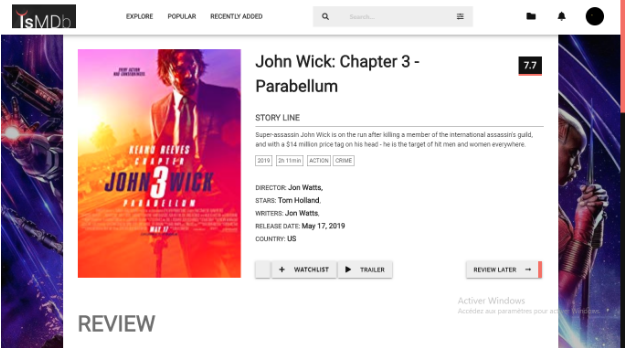 TsMDb
EXPLORE POPULAR RECENTLY ADDED Search...
John Wick: Chapter 3 -
Parabellum
7.7
STORY LINE
Super-assassin John Wick is on the run after killing a member of the international assassin's guild,
and with a $14 million price tag on his head - he is the target of hit men and women everywhere.
2019 2h 11min ACTION CRIME
DIRECTOR: Jon Watts,
STARS: Tom Holland,
WRITERS: Jon Watts,
RELEASE DATE: May 17, 2019
COUNTRY: US
+ WATCHLIST TRAILER REVIEW LATER →
KEANU REEVES
CHAPTER
JOHN 3 WICK
PARABELLUM
MAY 17
REVIEW
Activer Windows
Accédez aux paramètres pour activer Windows.